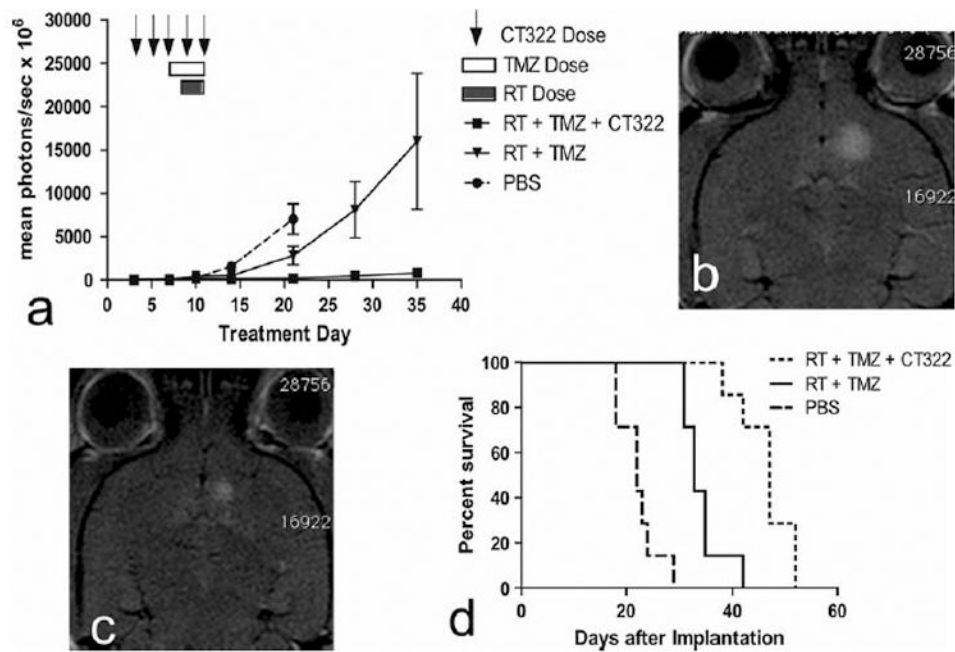 30000
25000
20000
15000
10000
5000
0
mean photons/sec x 10⁶
0 5 10 15 20 25 30 35 40
Treatment Day
a
CT322 Dose
TMZ Dose
RT Dose
RT + TMZ + CT322
RT + TMZ
PBS
28756
16922
b
28756
16922
c
100
80
60
40
20
0
Percent survival
0 20 40 60
Days after Implantation
d
RT + TMZ + CT322
RT + TMZ
PBS